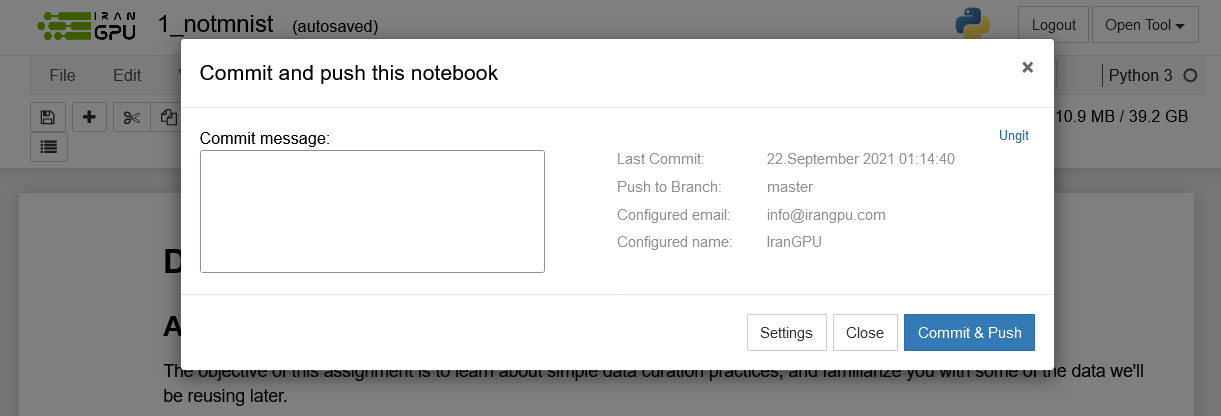 IRAN
GPU
1_notmnist (autosaved)
Logout
Open Tool
File Edit
Python 3
10.9 MB / 39.2 GB
Commit and push this notebook
×
Commit message:
Ungit
Last Commit: 22.September 2021 01:14:40
Push to Branch: master
Configured email: info@irangpu.com
Configured name: IranGPU
Settings Close Commit & Push
D
A
The objective of this assignment is to learn about simple data curation practices, and familiarize you with some of the data we'll
be reusing later.